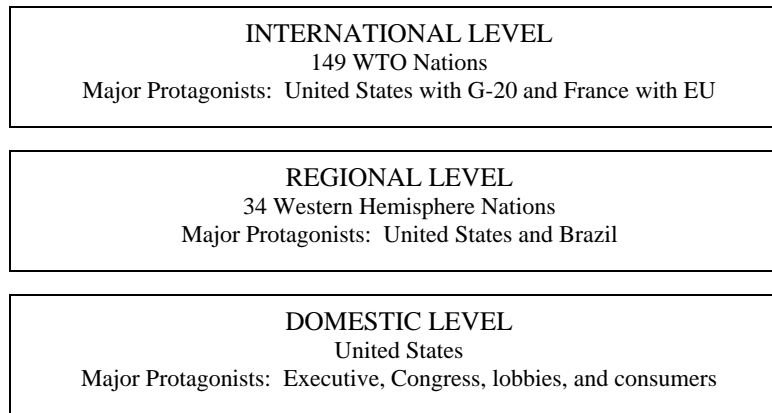 INTERNATIONAL LEVEL
149 WTO Nations
Major Protagonists: United States with G-20 and France with EU
REGIONAL LEVEL
34 Western Hemisphere Nations
Major Protagonists: United States and Brazil
DOMESTIC LEVEL
United States
Major Protagonists: Executive, Congress, lobbies, and consumers